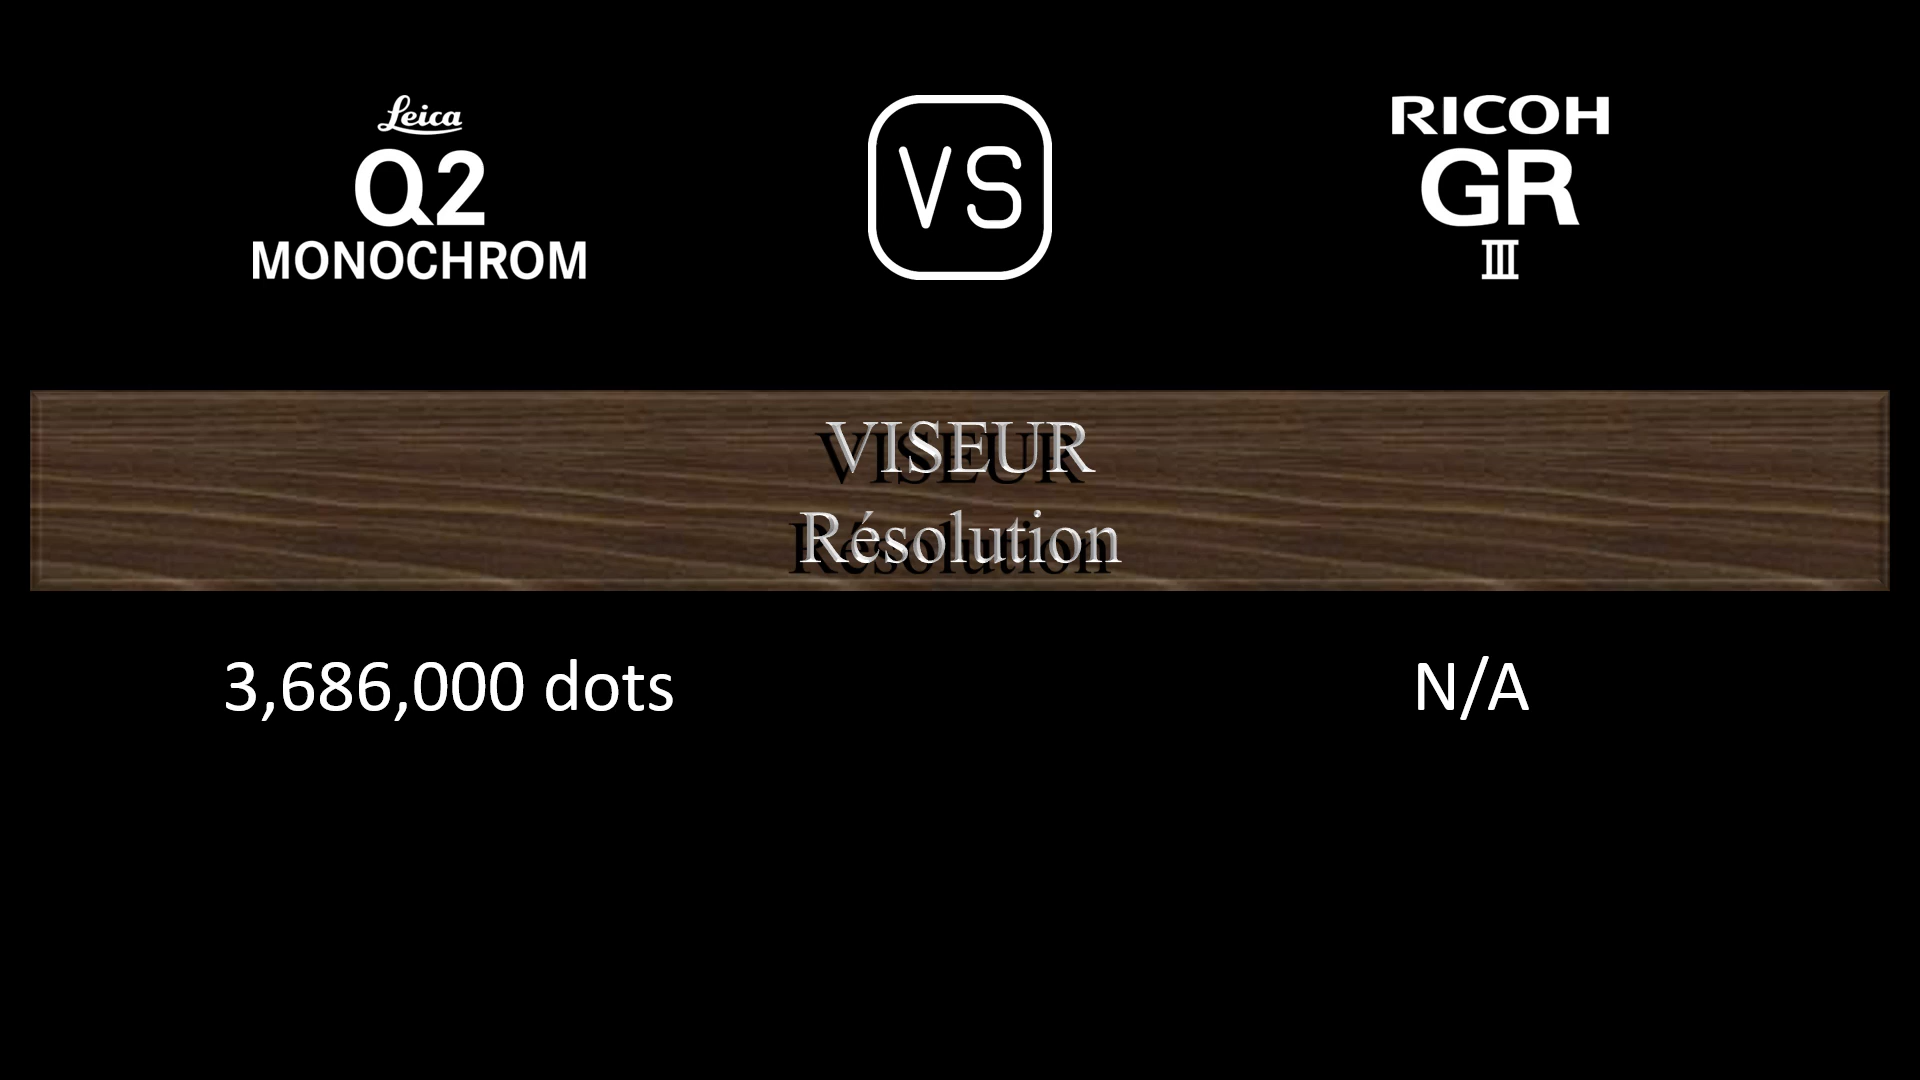 Leica
Q2
MONOCHROM
VS
RICOH
GR
III
VISEUR
Résolution
3,686,000 dots
N/A